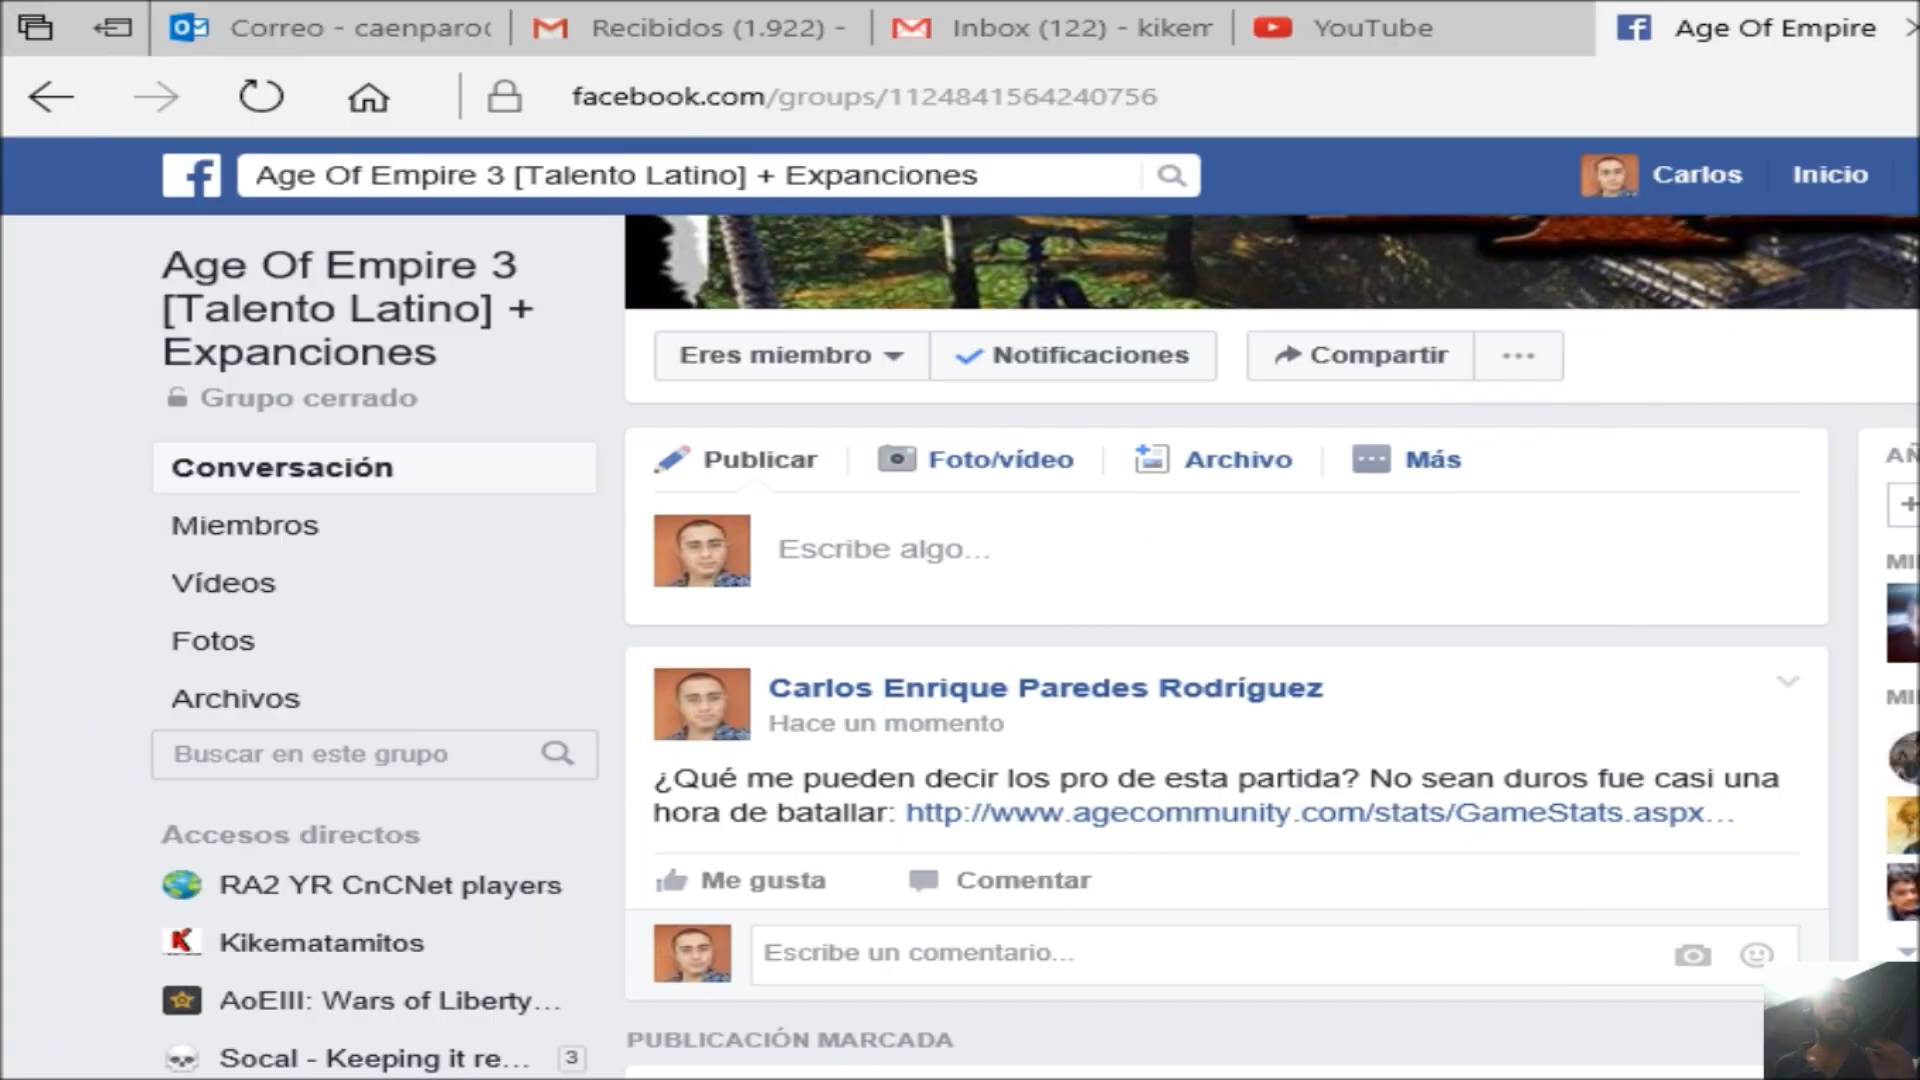 Correo - caenparo
Recibidos (1.922) -
Inbox (122) - kikem
YouTube
Age Of Empire
facebook.com/groups/1124841564240756
Age Of Empire 3 [Talento Latino] + Expanciones
Carlos
Inicio
Age Of Empire 3
[Talento Latino] +
Expanciones
Grupo cerrado
Conversación
Miembros
Vídeos
Fotos
Archivos
Buscar en este grupo
Accesos directos
RA2 YR CnCNet players
Kikematamitos
AoEIII: Wars of Liberty...
Socal - Keeping it re... 3
Eres miembro
Notificaciones
Compartir
Publicar
Foto/vídeo
Archivo
Más
Escribe algo...
Carlos Enrique Paredes Rodríguez
Hace un momento
¿Qué me pueden decir los pro de esta partida? No sean duros fue casi una
hora de batallar: http://www.agecommunity.com/stats/GameStats.aspx...
Me gusta
Comentar
Escribe un comentario...
PUBLICACIÓN MARCADA
AÑ
MI
MI